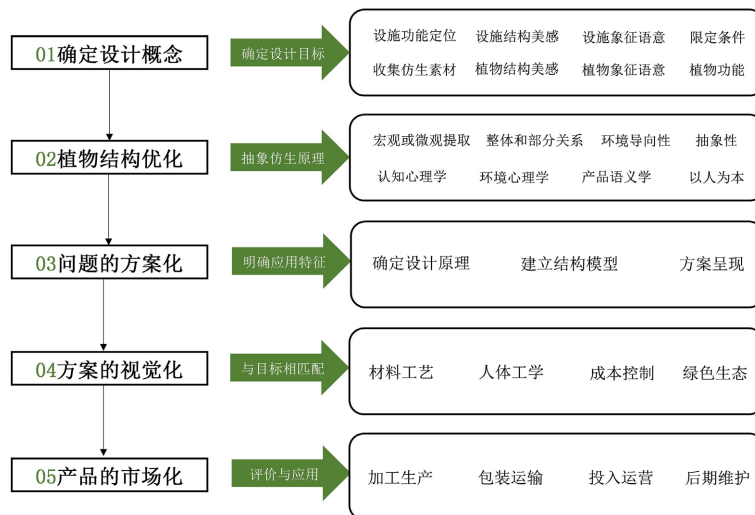 01确定设计概念
确定设计目标
设施功能定位 设施结构美感 设施象征语意 限定条件
收集仿生素材 植物结构美感 植物象征语意 植物功能
02植物结构优化
抽象仿生原理
宏观或微观提取 整体和部分关系 环境导向性 抽象性
认知心理学 环境心理学 产品语义学 以人为本
03问题的方案化
明确应用特征
确定设计原理 建立结构模型 方案呈现
04方案的视觉化
与目标相匹配
材料工艺 人体工学 成本控制 绿色生态
05产品的市场化
评价与应用
加工生产 包装运输 投入运营 后期维护